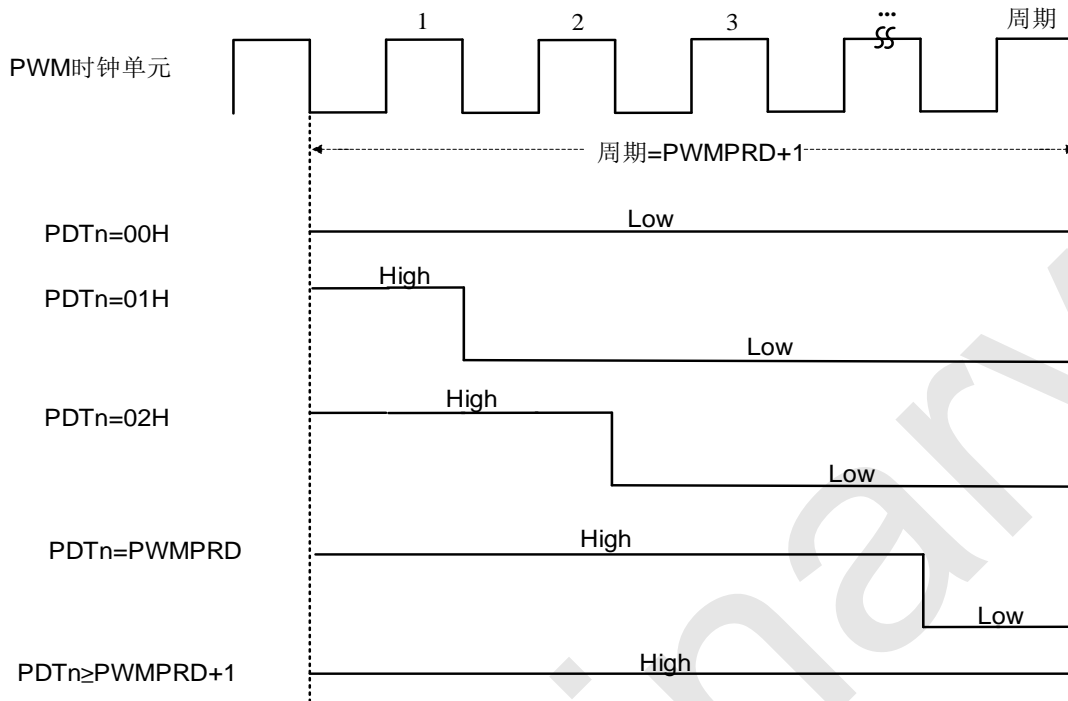 1 2 3 ... 周期
PWM时钟单元
周期=PWMPRD+1
PDTn=00H Low
PDTn=01H High
Low
PDTn=02H High
Low
PDTn=PWMPRD High
Low
PDTn≥PWMPRD+1 High